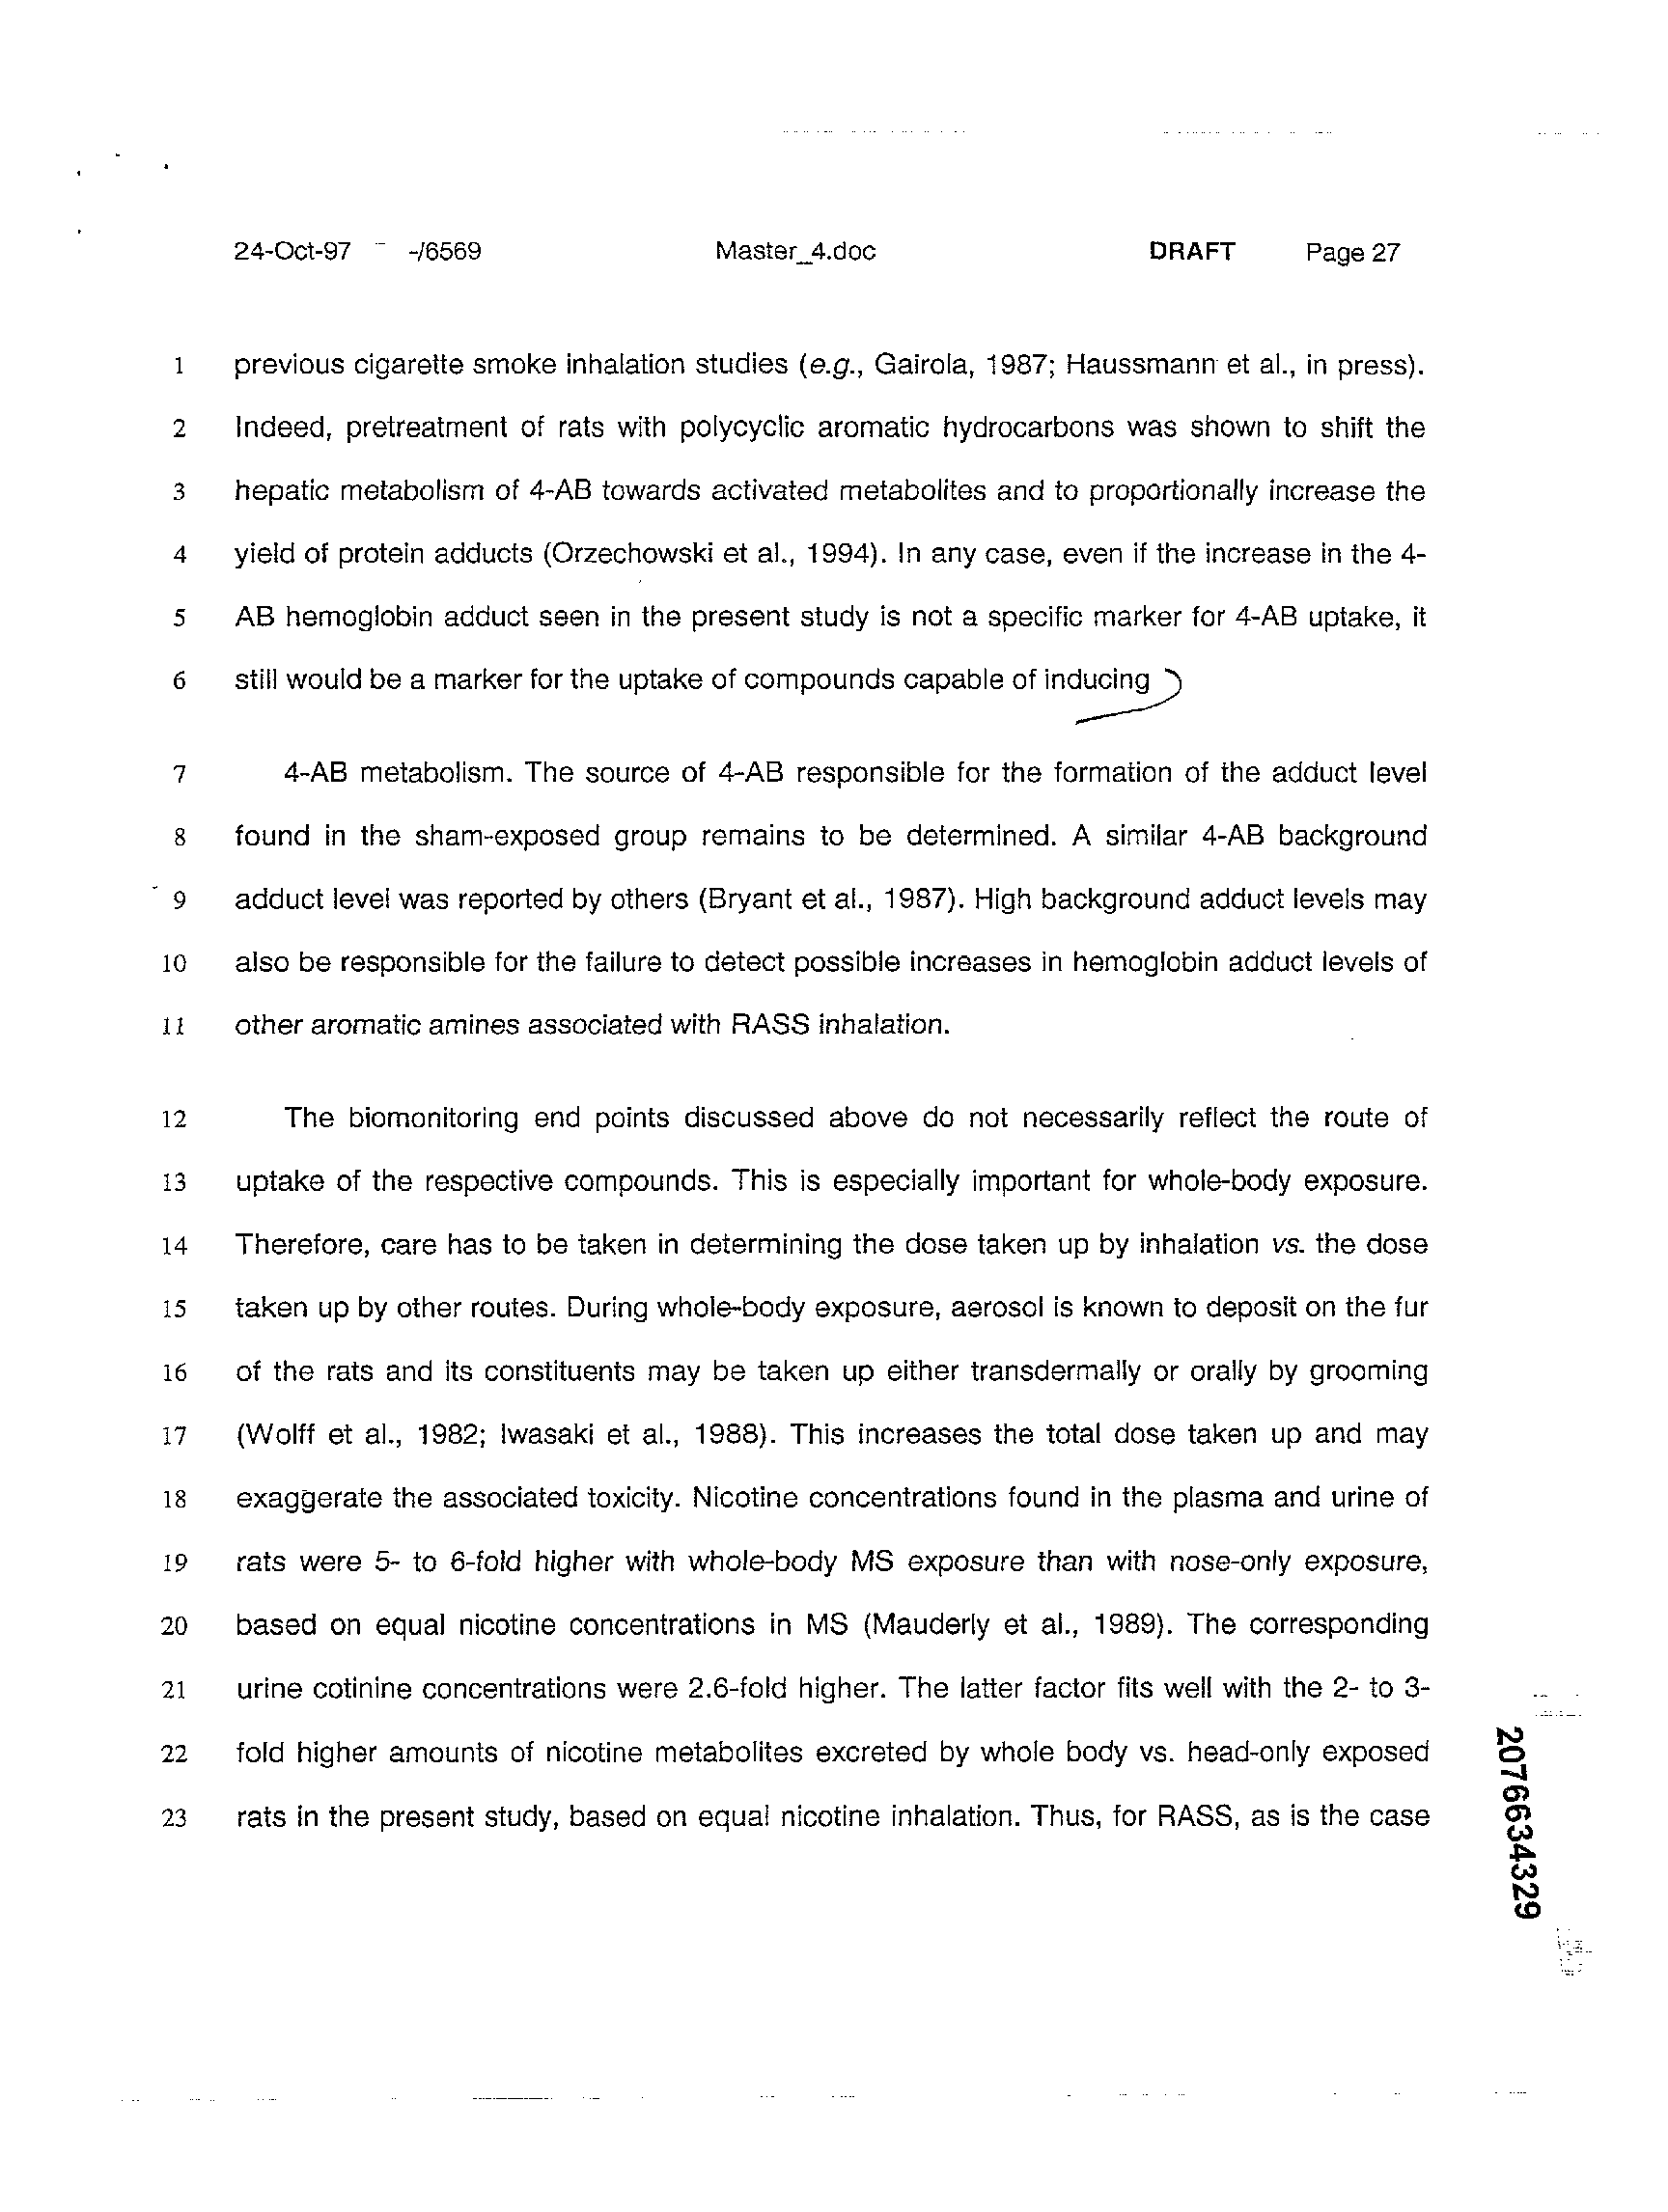 24-Oct-97 - -/6569 Master_4.doc DRAFT Page 27
1 previous cigarette smoke inhalation studies (e.g., Gairola, 1987; Haussmann et al., in press).
2 Indeed, pretreatment of rats with polycyclic aromatic hydrocarbons was shown to shift the
3 hepatic metabolism of 4-AB towards activated metabolites and to proportionally increase the
4 yield of protein adducts (Orzechowski et al., 1994). In any case, even if the increase in the 4-
5 AB hemoglobin adduct seen in the present study is not a specific marker for 4-AB uptake, it
6 still would be a marker for the uptake of compounds capable of inducing
7 4-AB metabolism. The source of 4-AB responsible for the formation of the adduct level
8 found in the sham-exposed group remains to be determined. A similar 4-AB background
9 adduct level was reported by others (Bryant et al., 1987). High background adduct levels may
10 also be responsible for the failure to detect possible increases in hemoglobin adduct levels of
11 other aromatic amines associated with RASS inhalation.
12 The biomonitoring end points discussed above do not necessarily reflect the route of
13 uptake of the respective compounds. This is especially important for whole-body exposure.
14 Therefore, care has to be taken in determining the dose taken up by inhalation vs. the dose
15 taken up by other routes. During whole-body exposure, aerosol is known to deposit on the fur
16 of the rats and its constituents may be taken up either transdermally or orally by grooming
17 (Wolff et al., 1982; Iwasaki et al., 1988). This increases the total dose taken up and may
18 exaggerate the associated toxicity. Nicotine concentrations found in the plasma and urine of
19 rats were 5- to 6-fold higher with whole-body MS exposure than with nose-only exposure,
20 based on equal nicotine concentrations in MS (Mauderly et al., 1989). The corresponding
21 urine cotinine concentrations were 2.6-fold higher. The latter factor fits well with the 2- to 3-
22 fold higher amounts of nicotine metabolites excreted by whole body vs. head-only exposed
23 rats in the present study, based on equal nicotine inhalation. Thus, for RASS, as is the case
2076634329